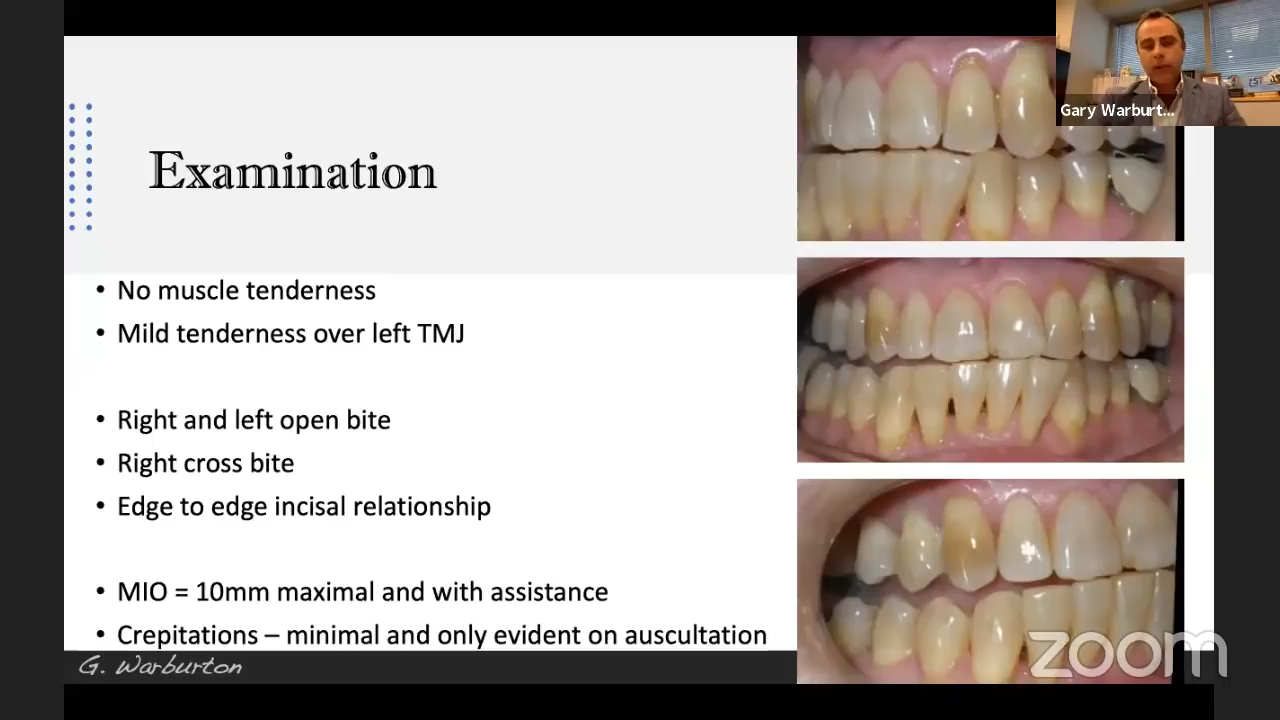 Gary Warburt...
Examination
• No muscle tenderness
• Mild tenderness over left TMJ
• Right and left open bite
• Right cross bite
• Edge to edge incisal relationship
• MIO = 10mm maximal and with assistance
• Crepitations – minimal and only evident on auscultation
G. Warburton
zoom